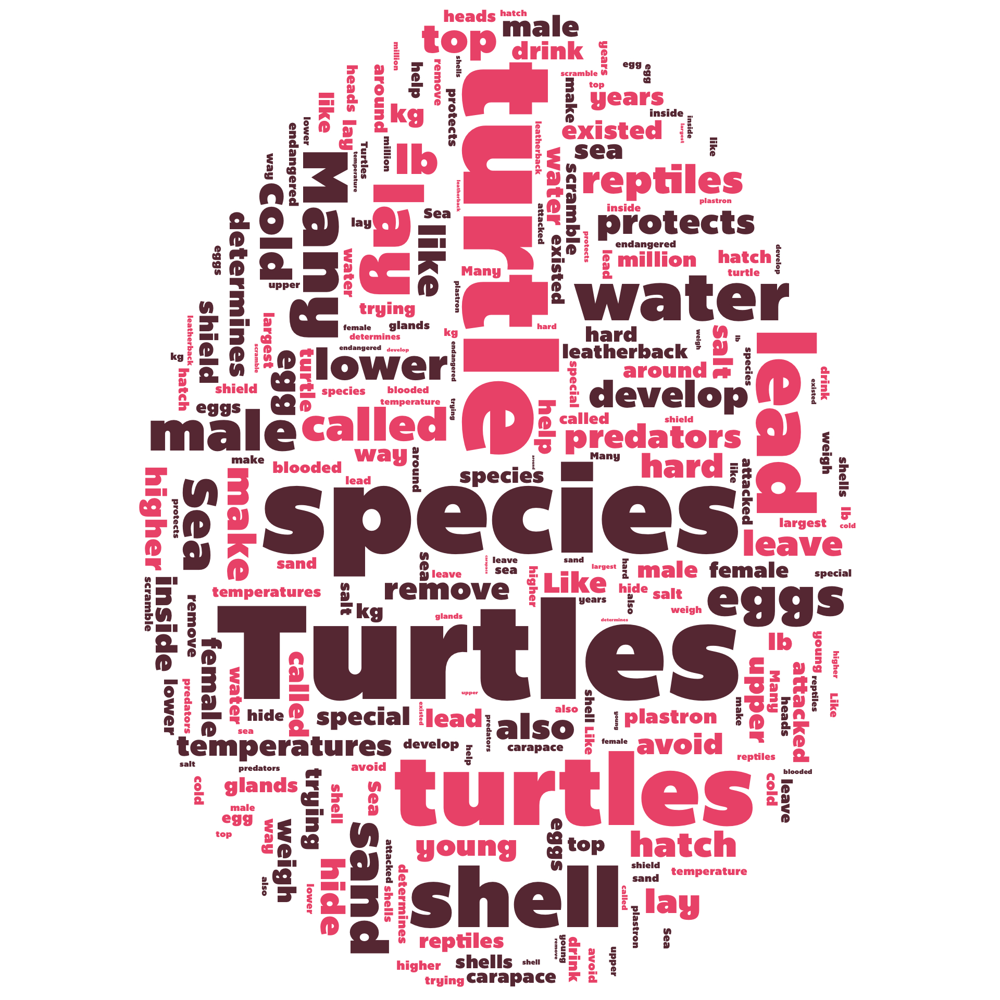 heads
hatch
male
top
drink
million
shells
years
scramble
egg
egg
help
remove
heads
around
make
top
years
like
protects
kg
inside
inside
lower
lay
existed
largest
endangered
turtle
leatherback
like
million
Turtles
lb
sea
way
Many
temperature
water
scramble
reptiles
cold
lay
leatherback
plastron
inside
attacked
Sea
lay
like
protects
determines
existed
protects
endangered
eggs
water
lead
million
hatch
develop
Many
turtle
upper
plastron
water
shield
trying
largest
leatherback
female
glands
kg
hard
hard
weigh
salt
lb
lead
determines
endangered
develop
endangered
leatherback
species
scramble
egg
turtle
lower
kg
hatch
special
around
drink
existed
shield
species
blooded
develop
temperature
trying
help
eggs
called
called
shield
male
predators
weigh
way
around
around
Many
hard
like
attacked
shells
make
blooded
higher
make
lead
species
Sea
species
protects
lb
largest
cold
leave
sand
sea
carapace
leave
sea
sand
largest
hard
male
female
special
leave
higher
Like
scramble
inside
temperatures
salt
remove
hide
also
salt
eggs
remove
kg
years
weigh
glands
determines
Turtles
female
lb
young
higher
called
water
upper
Many
attacked
reptiles
lower
predators
upper
shell
Like
hide
special
existed
lead
predators
also
also
young
plastron
make
heads
sea
temperatures
develop
help
carapace
Like
female
avoid
reptiles
salt
predators
avoid
turtles
blooded
cold
glands
trying
shell
Sea
cold
leave
male
egg
top
way
weigh
sand
attacked
young
eggs
top
hatch
hide
determines
shell
shield
temperature
sand
also
lower
shells
called
lay
plastron
Sea
reptiles
remove
young
drink
avoid
upper
higher
shells
shell
trying
carapace